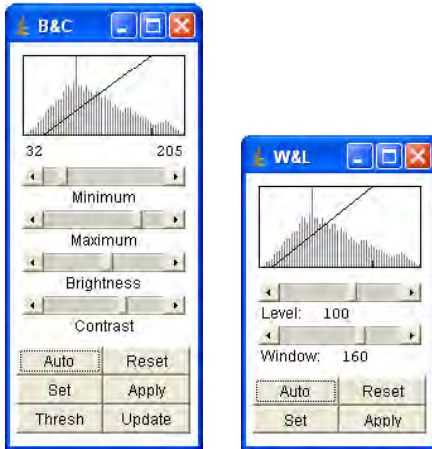 B&C
32 205
Minimum
Maximum
Brightness
Contrast
Auto Reset
Set Apply
Thresh Update
W&L
Level: 100
Window: 160
Auto Reset
Set Apply